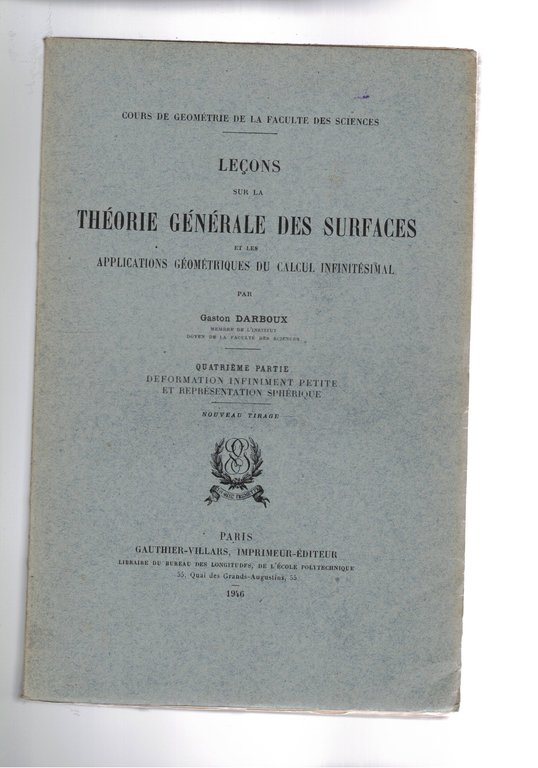 COURS DE GEOMÉTRIE DE LA FACULTE DES SCIENCES
LEÇONS
SUR LA
THÉORIE GÉNÉRALE DES SURFACES
ET LES
APPLICATIONS GÉOMÉTRIQUES DU CALCUL INFINITÉSIMAL
PAR
Gaston DARBOUX
MEMBRE DE L'INSTITUT
DOYEN DE LA FACULTÉ DES SCIENCES
QUATRIÈME PARTIE
DEFORMATION INFINIMENT PETITE
ET REPRÉSENTATION SPHÉRIQUE
NOUVEAU TIRAGE
PARIS
GAUTHIER-VILLARS, IMPRIMEUR-ÉDITEUR
LIBRAIRE DU BUREAU DES LONGITUDES, DE L'ÉCOLE POLYTECHNIQUE
55, Quai des Grands-Augustins, 55
1946